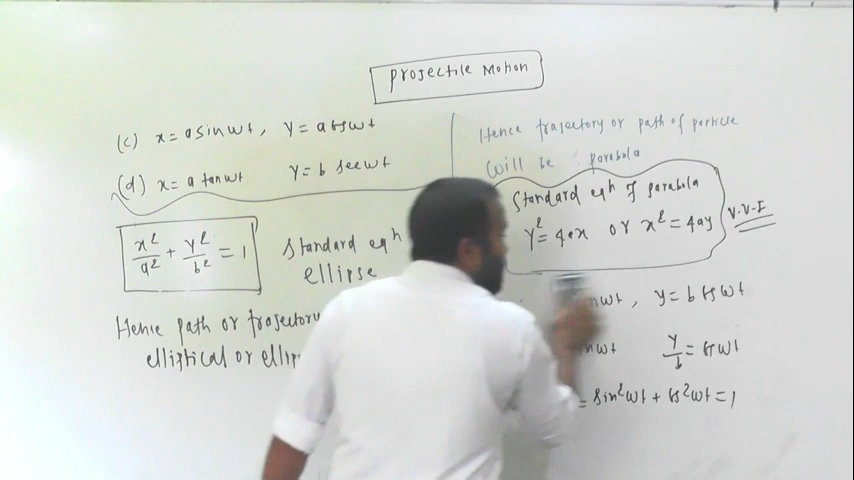 Projectile Motion
(c) x = a sin ωt, y = a cos ωt
(d) x = a tan ωt y = b sec ωt
x²/a² + y²/b² = 1
Standard eqn
ellipse
Hence path or trajectory
elliptical or
Hence trajectory or path of particle
will be parabola
Standard eqn of parabola
y² = 4ax or x² = 4ay
V.V.I
nωt, y = b cos ωt
nωt y/b = cos ωt
= sin²ωt + cos²ωt = 1